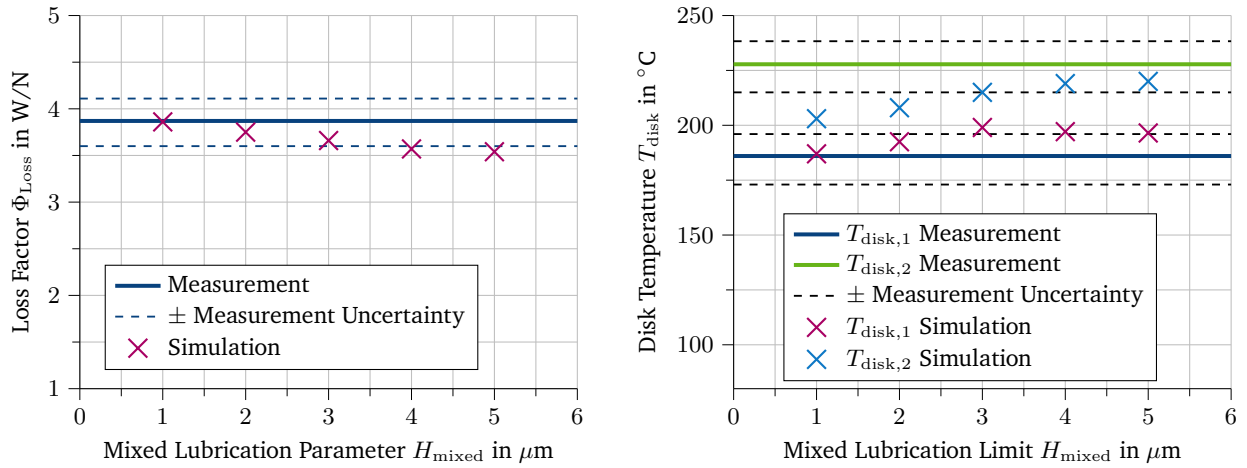 Loss Factor Φ_Loss in W/N
5
4
3
2
1
0 1 2 3 4 5 6
Mixed Lubrication Parameter H_mixed in μm
Measurement
± Measurement Uncertainty
Simulation
Disk Temperature T_disk in °C
250
200
150
100
0 1 2 3 4 5 6
Mixed Lubrication Limit H_mixed in μm
T_disk,1 Measurement
T_disk,2 Measurement
± Measurement Uncertainty
T_disk,1 Simulation
T_disk,2 Simulation